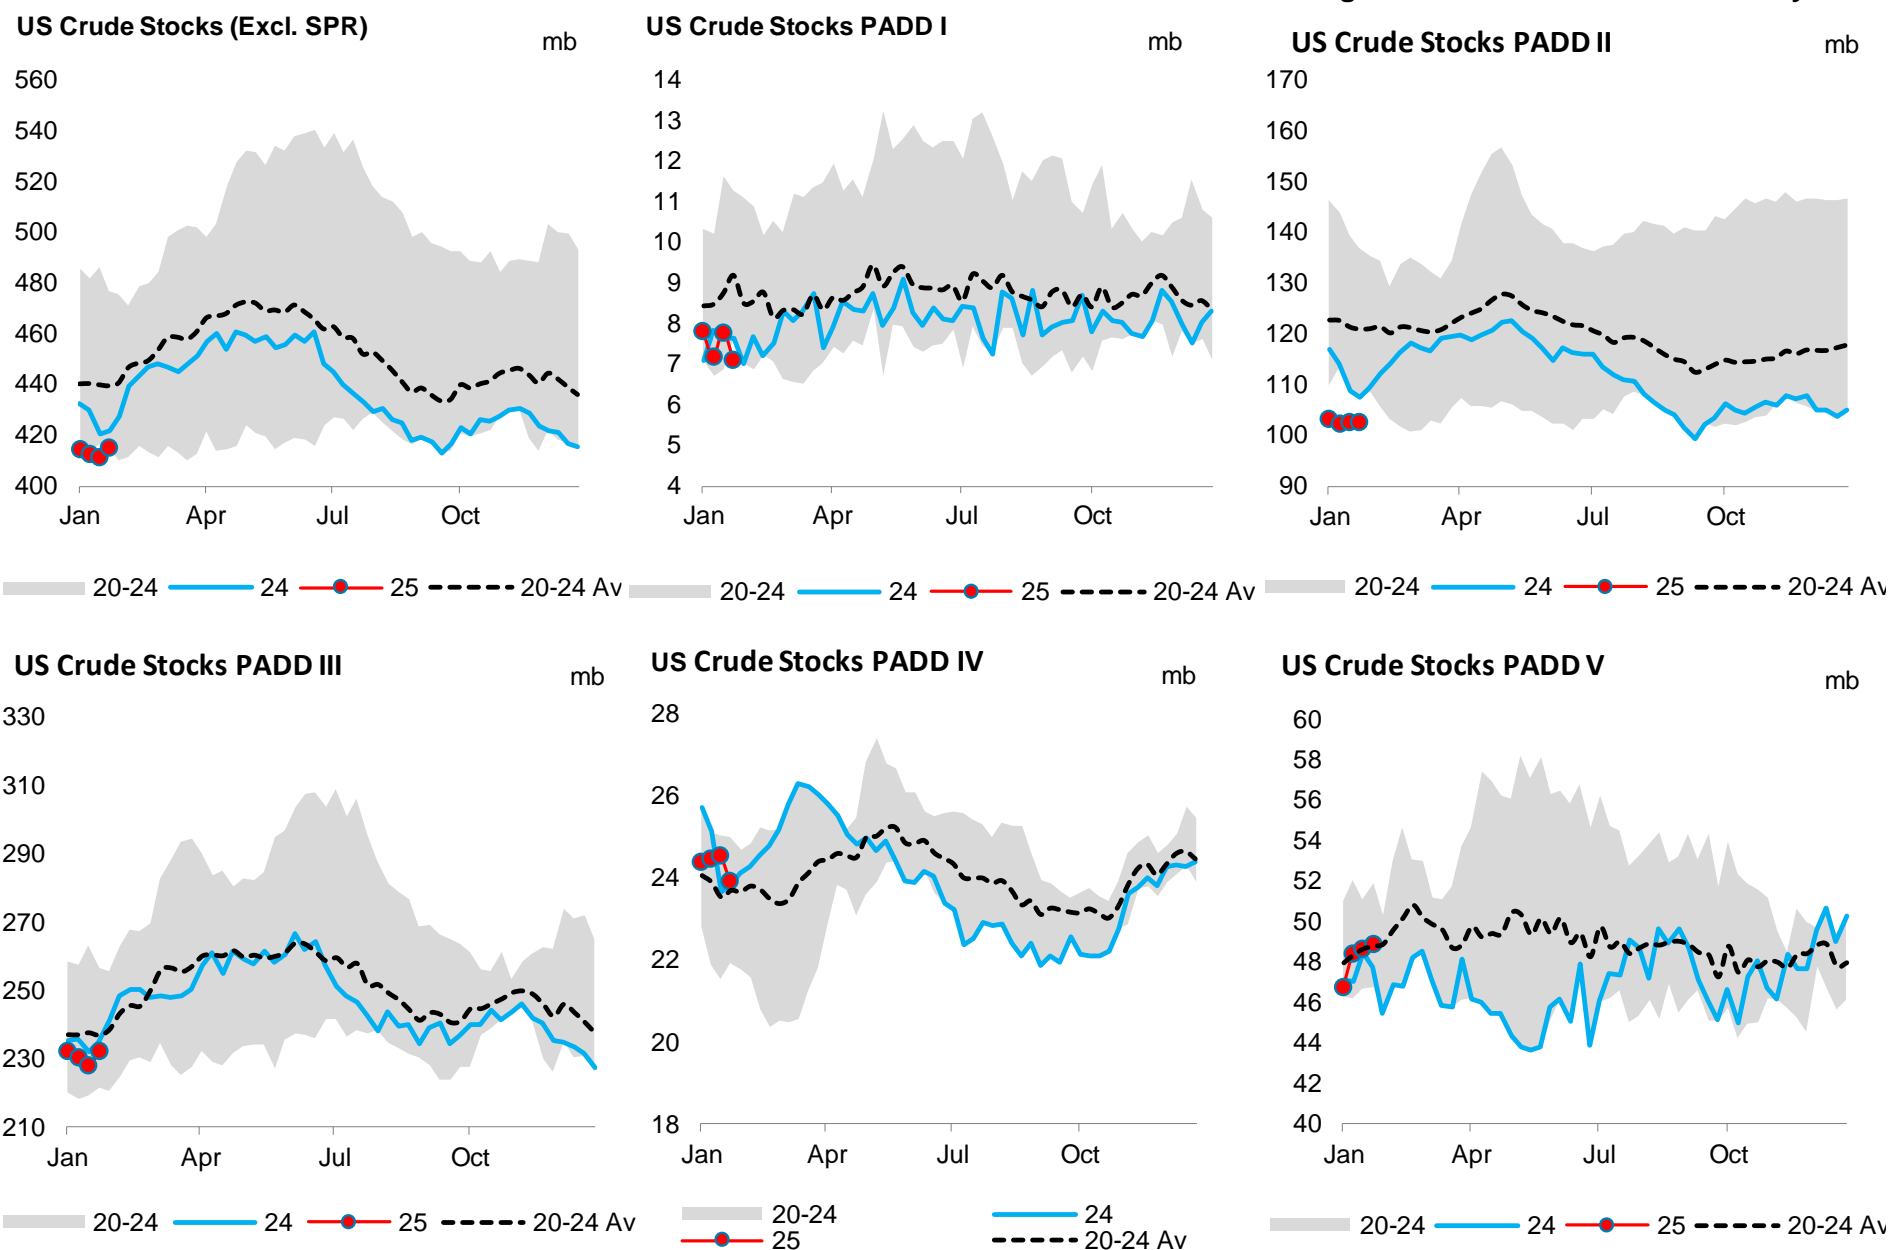 US Crude Stocks (Excl. SPR)
mb
560
540
520
500
480
460
440
420
400
Jan Apr Jul Oct
20-24 24 25 20-24 Av
US Crude Stocks PADD I
mb
14
13
12
11
10
9
8
7
6
5
4
Jan Apr Jul Oct
20-24 24 25 20-24 Av
US Crude Stocks PADD II
mb
170
160
150
140
130
120
110
100
90
Jan Apr Jul Oct
20-24 24 25 20-24 Av
US Crude Stocks PADD III
mb
330
310
290
270
250
230
210
Jan Apr Jul Oct
20-24 24 25 20-24 Av
US Crude Stocks PADD IV
mb
28
26
24
22
20
18
Jan Apr Jul Oct
20-24 24
25 20-24 Av
US Crude Stocks PADD V
mb
60
58
56
54
52
50
48
46
44
42
40
Jan Apr Jul Oct
20-24 24 25 20-24 Av